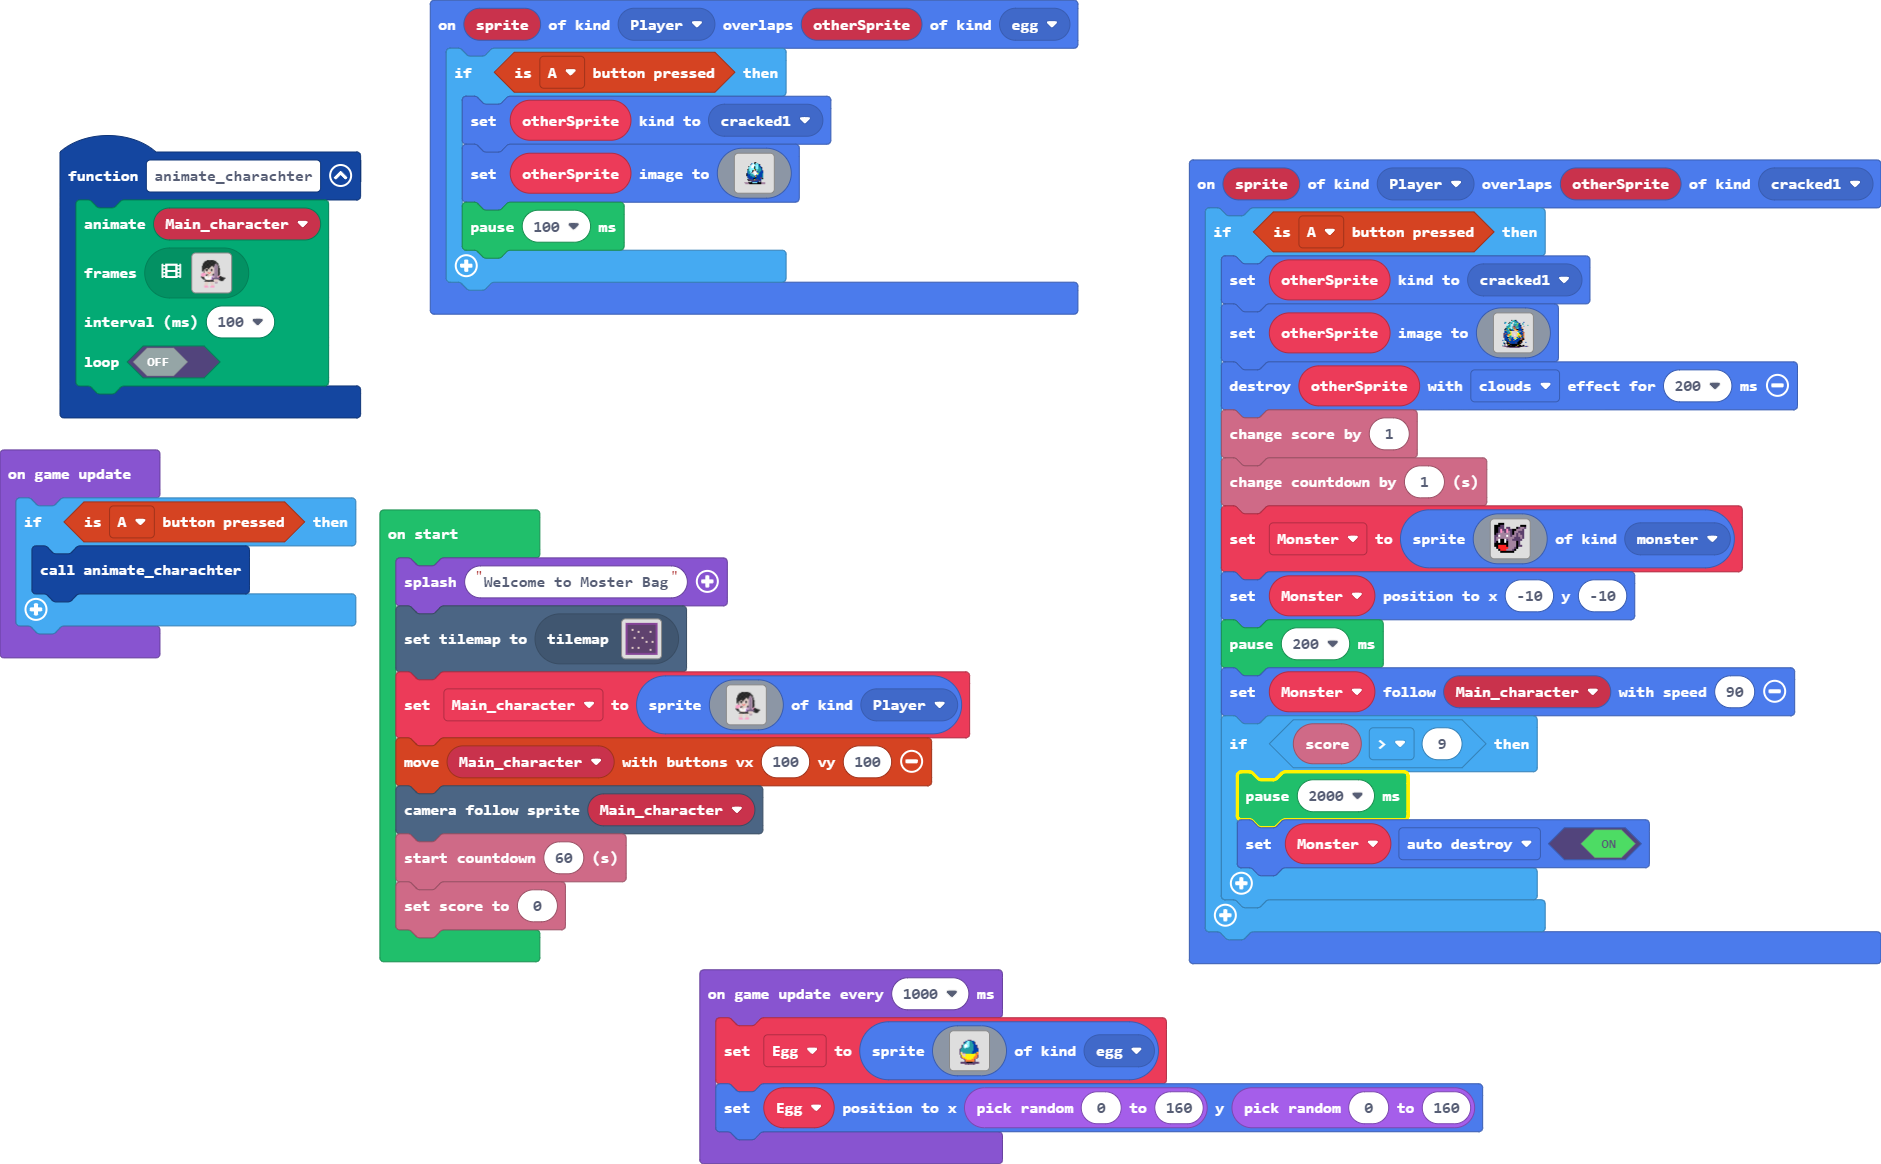 on sprite of kind Player overlaps otherSprite of kind egg
if is A button pressed then
set otherSprite kind to cracked1
set otherSprite image to
pause 100 ms
function animate_charachter
animate Main_character
frames
interval (ms) 100
loop OFF
on game update
if is A button pressed then
call animate_charachter
on start
splash "Welcome to Moster Bag"
set tilemap to tilemap
set Main_character to sprite of kind Player
move Main_character with buttons vx 100 vy 100
camera follow sprite Main_character
start countdown 60 (s)
set score to 0
on sprite of kind Player overlaps otherSprite of kind cracked1
if is A button pressed then
set otherSprite kind to cracked1
set otherSprite image to
destroy otherSprite with clouds effect for 200 ms
change score by 1
change countdown by 1 (s)
set Monster to sprite of kind monster
set Monster position to x -10 y -10
pause 200 ms
set Monster follow Main_character with speed 90
if score > 9 then
pause 2000 ms
set Monster auto destroy ON
on game update every 1000 ms
set Egg to sprite of kind egg
set Egg position to x pick random 0 to 160 y pick random 0 to 160